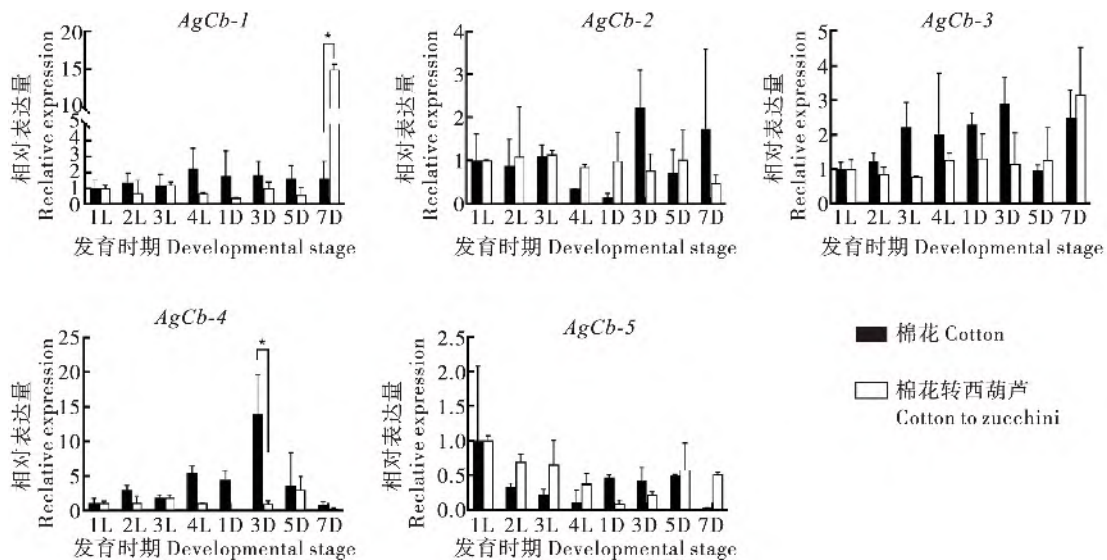 AgCb-1
相对表达量
Reclative expression
20
15
10
5
4
3
2
1
0
*
1L 2L 3L 4L 1D 3D 5D 7D
发育时期 Developmental stage
AgCb-2
相对表达量
Reclative expression
4
3
2
1
0
1L 2L 3L 4L 1D 3D 5D 7D
发育时期 Developmental stage
AgCb-3
相对表达量
Reclative expression
5
4
3
2
1
0
1L 2L 3L 4L 1D 3D 5D 7D
发育时期 Developmental stage
AgCb-4
相对表达量
Reclative expression
25
20
15
10
5
0
*
1L 2L 3L 4L 1D 3D 5D 7D
发育时期 Developmental stage
AgCb-5
相对表达量
Reclative expression
2.5
2.0
1.5
1.0
0.5
0.0
1L 2L 3L 4L 1D 3D 5D 7D
发育时期 Developmental stage
棉花 Cotton
棉花转西葫芦
Cotton to zucchini